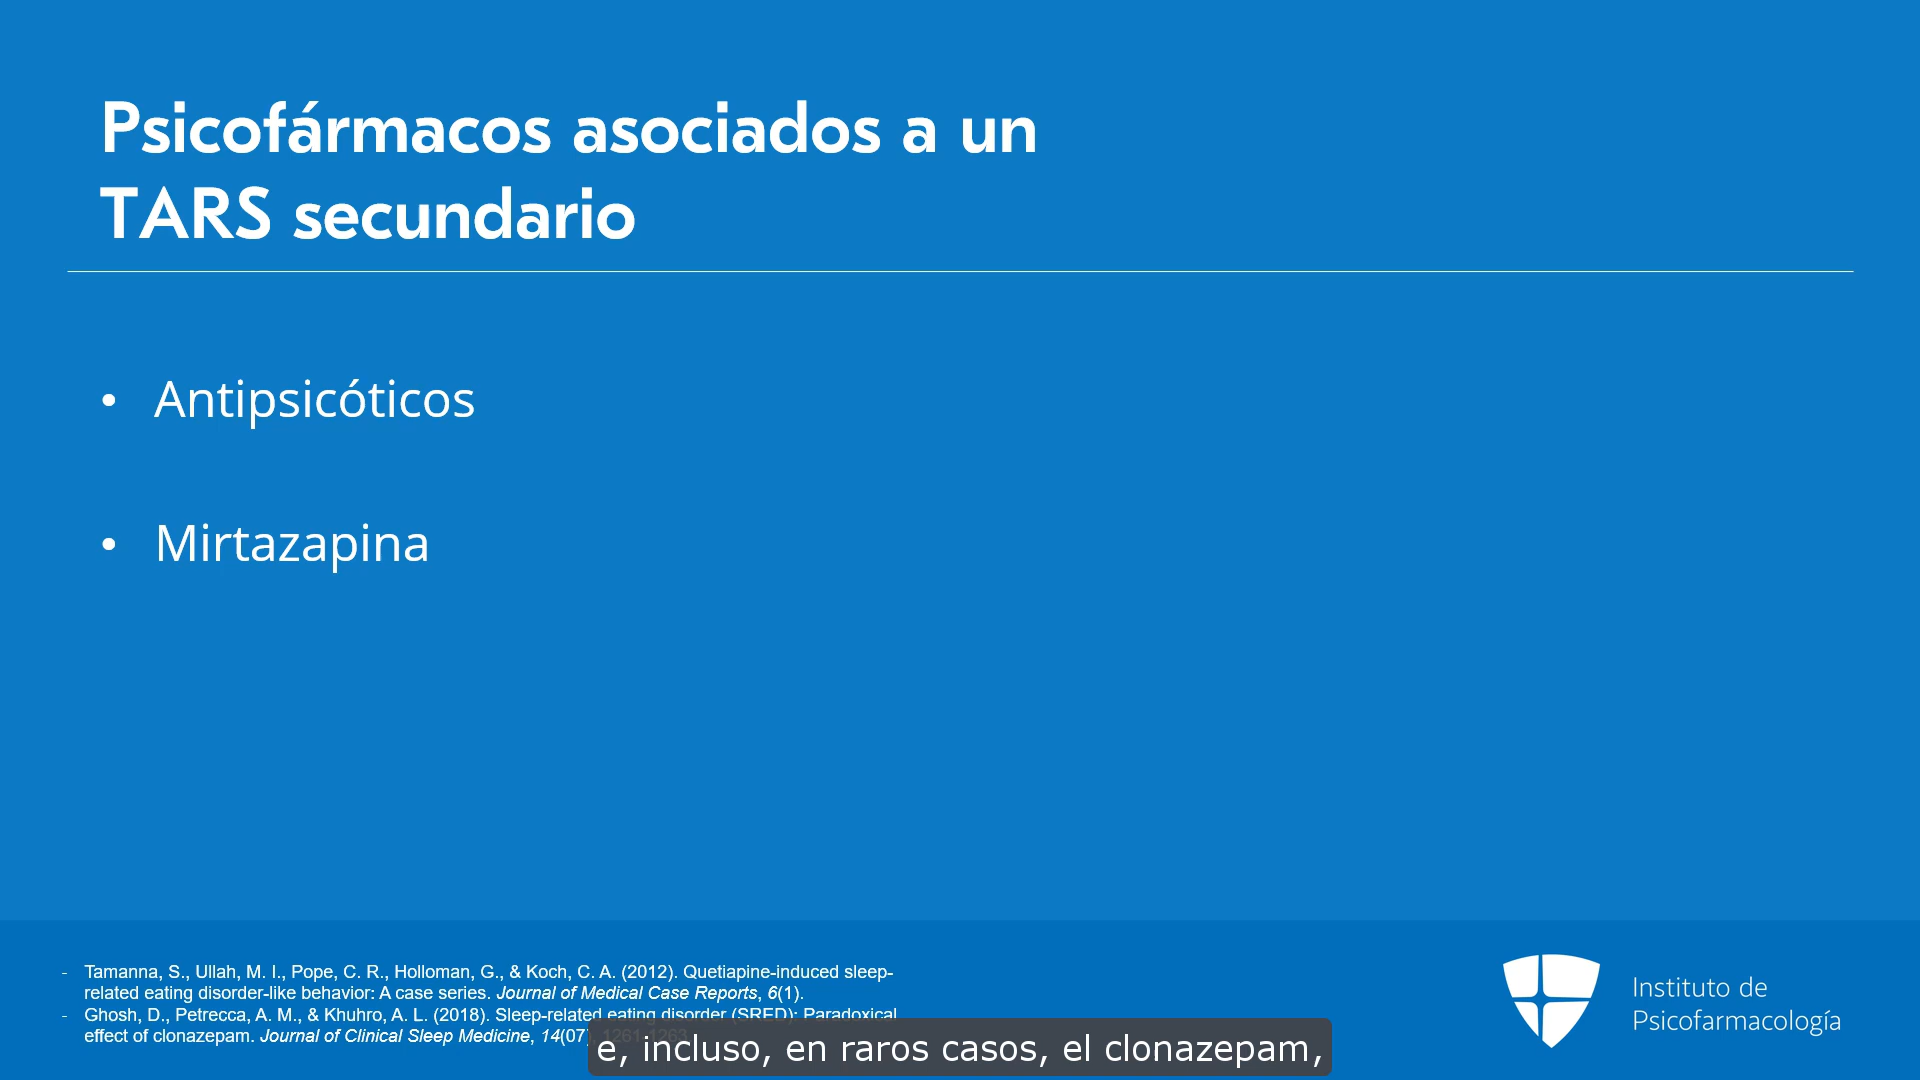 Psicofármacos asociados a un
TARS secundario
• Antipsicóticos
• Mirtazapina
- Tamanna, S., Ullah, M. I., Pope, C. R., Holloman, G., & Koch, C. A. (2012). Quetiapine-induced sleep-
related eating disorder-like behavior: A case series. Journal of Medical Case Reports, 6(1).
- Ghosh, D., Petrecca, A. M., & Khuhro, A. L. (2018). Sleep-related eating disorder (SRED): Paradoxical
effect of clonazepam. Journal of Clinical Sleep Medicine, 14(07), 1261-1263.
e, incluso, en raros casos, el clonazepam,
Instituto de
Psicofarmacología